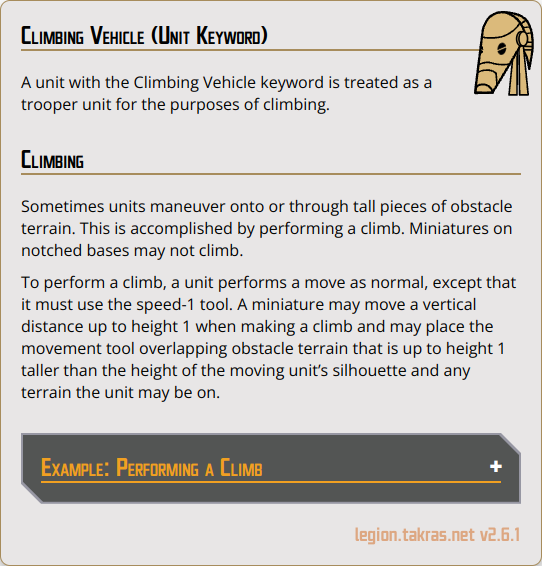 Climbing Vehicle (Unit Keyword)
A unit with the Climbing Vehicle keyword is treated as a
trooper unit for the purposes of climbing.
Climbing
Sometimes units maneuver onto or through tall pieces of obstacle
terrain. This is accomplished by performing a climb. Miniatures on
notched bases may not climb.
To perform a climb, a unit performs a move as normal, except that
it must use the speed-1 tool. A miniature may move a vertical
distance up to height 1 when making a climb and may place the
movement tool overlapping obstacle terrain that is up to height 1
taller than the height of the moving unit’s silhouette and any
terrain the unit may be on.
Example: Performing a Climb +
legion.takras.net v2.6.1